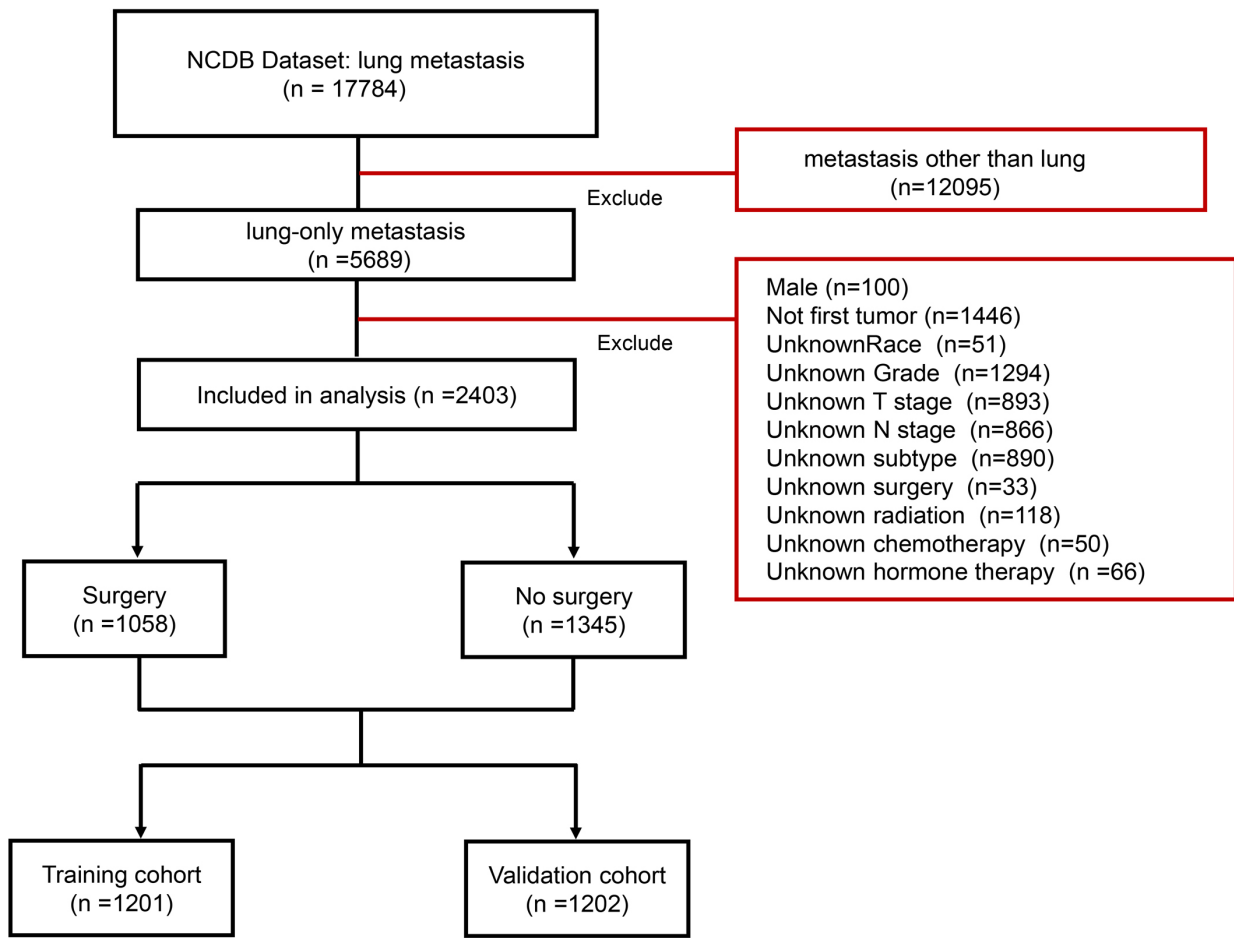 NCDB Dataset: lung metastasis
(n = 17784)
metastasis other than lung
(n=12095)
Exclude
lung-only metastasis
(n =5689)
Male (n=100)
Not first tumor (n=1446)
UnknownRace (n=51)
Unknown Grade (n=1294)
Unknown T stage (n=893)
Unknown N stage (n=866)
Unknown subtype (n=890)
Unknown surgery (n=33)
Unknown radiation (n=118)
Unknown chemotherapy (n=50)
Unknown hormone therapy (n =66)
Exclude
Included in analysis (n =2403)
Surgery
(n =1058)
No surgery
(n =1345)
Training cohort
(n =1201)
Validation cohort
(n =1202)